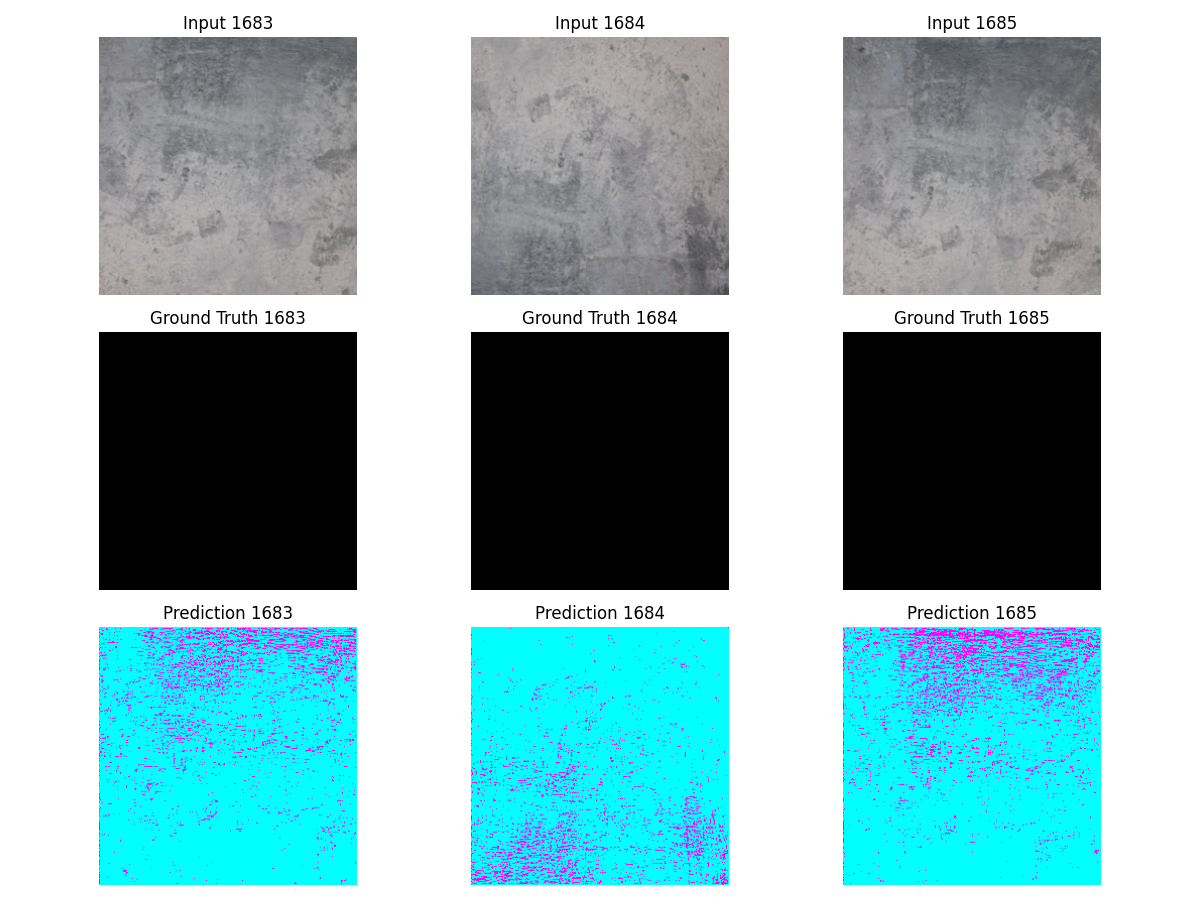 Input 1683
Input 1684
Input 1685
Ground Truth 1683
Ground Truth 1684
Ground Truth 1685
Prediction 1683
Prediction 1684
Prediction 1685